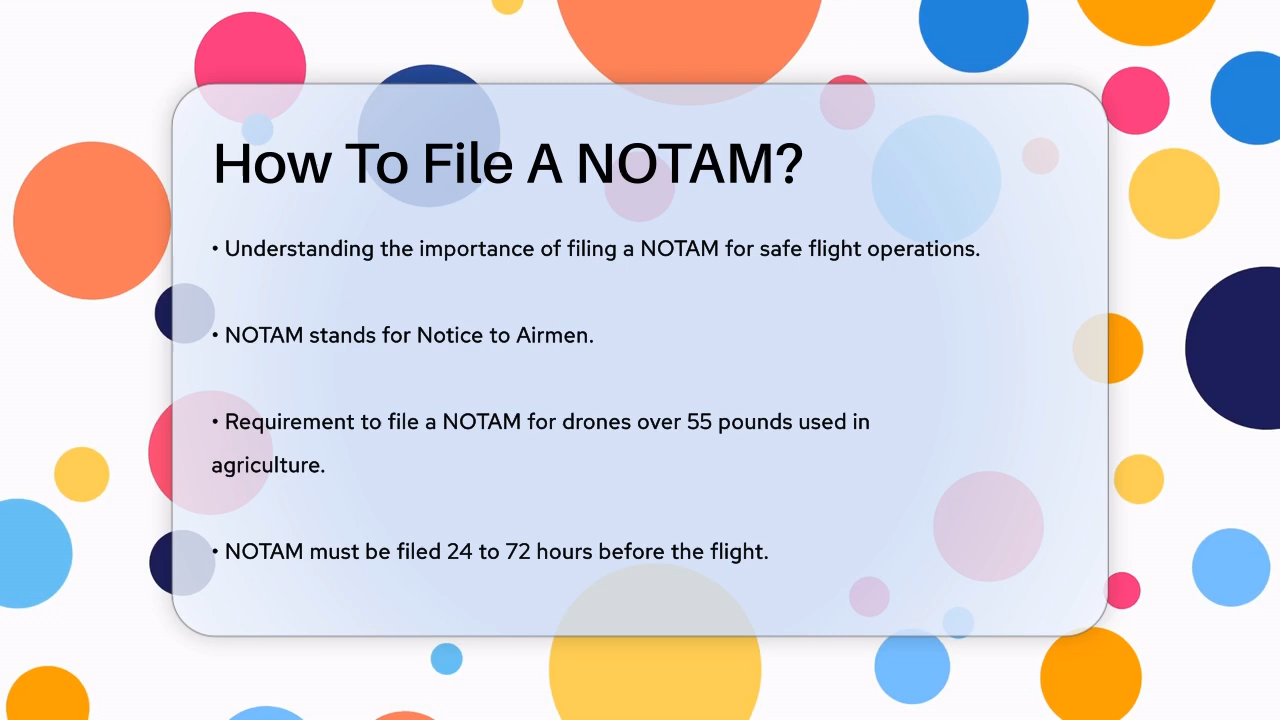 How To File A NOTAM?
• Understanding the importance of filing a NOTAM for safe flight operations.
• NOTAM stands for Notice to Airmen.
• Requirement to file a NOTAM for drones over 55 pounds used in
agriculture.
• NOTAM must be filed 24 to 72 hours before the flight.